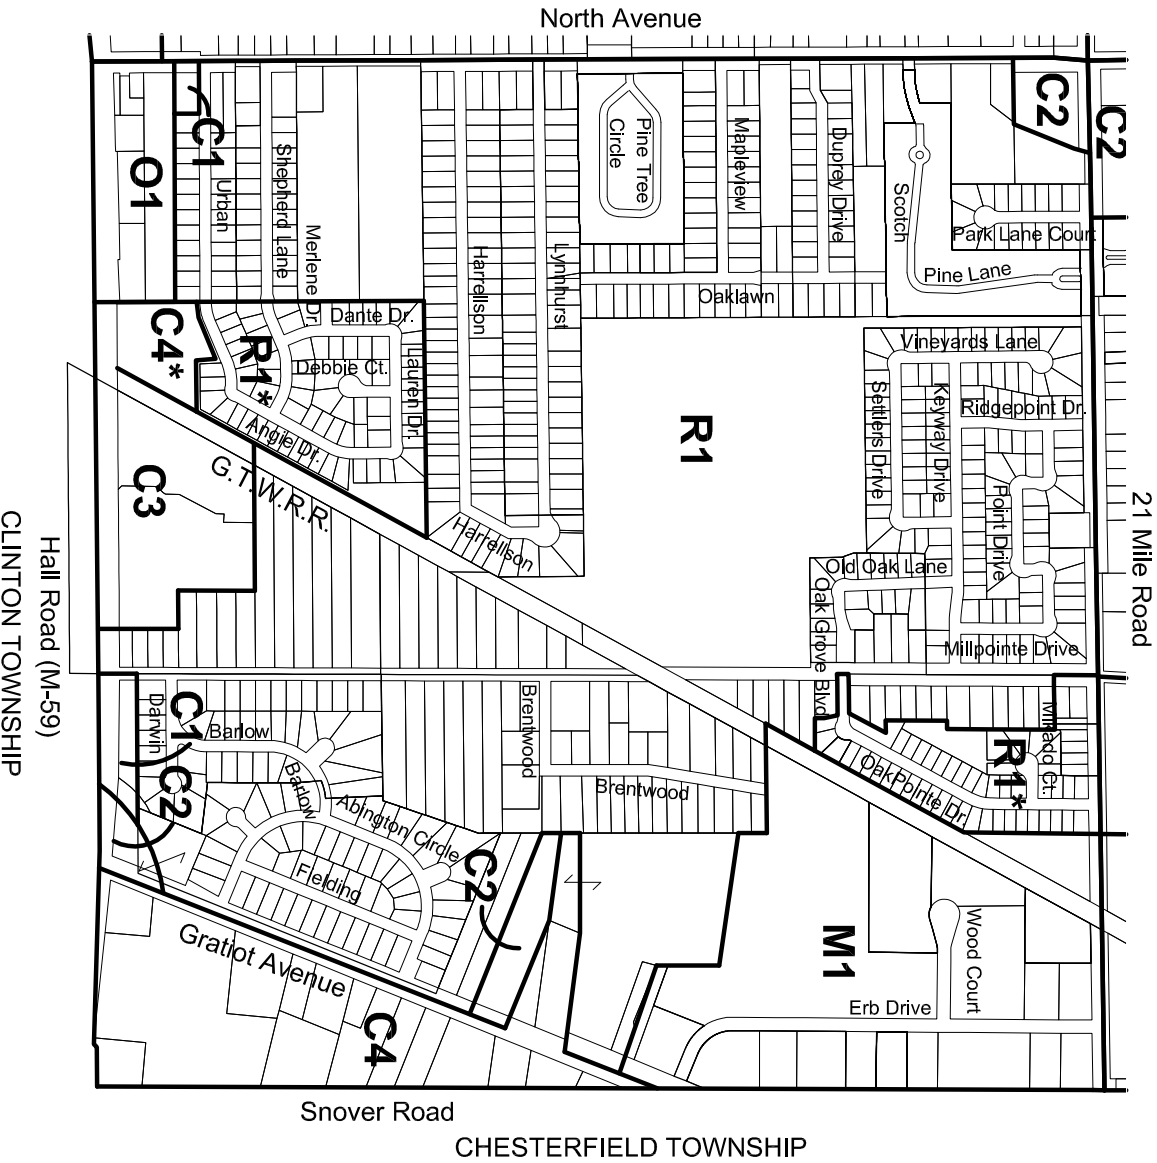 North Avenue
C2
C2
C1
O1
Urban
Shepherd Lane
Merlene Dr.
Pine Tree
Circle
Mapleview
Duprey Drive
Scotch
Park Lane Court
Pine Lane
Harrellson
Lynnhurst
Oaklawn
C4*
R1*
Dante Dr.
Debbie Ct.
Lauren Dr.
Angie Dr.
Vineyards Lane
Settlers Drive
Keyway Drive
Ridgepoint Dr.
R1
C3
G.T.W.R.R.
Harrellson
Point Drive
21 Mile Road
Old Oak Lane
Oak Grove Blvd
Millpointe Drive
Hall Road (M-59)
CLINTON TOWNSHIP
C1
Darwin
Barlow
Barlow
C2
Brentwood
Brentwood
Abington Circle
Fielding
C2
R1*
Mikado Ct.
OakPointe Dr.
M1
Wood Court
Erb Drive
Gratiot Avenue
C4
Snover Road
CHESTERFIELD TOWNSHIP